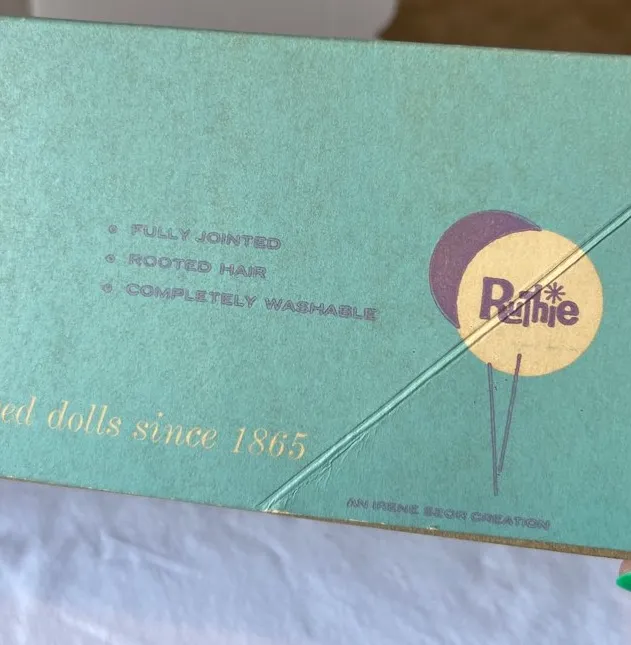 FULLY JOINTED
ROOTED HAIR
COMPLETELY WASHABLE
Ruthie
ed dolls since 1865
AN IRENE SZOR CREATION